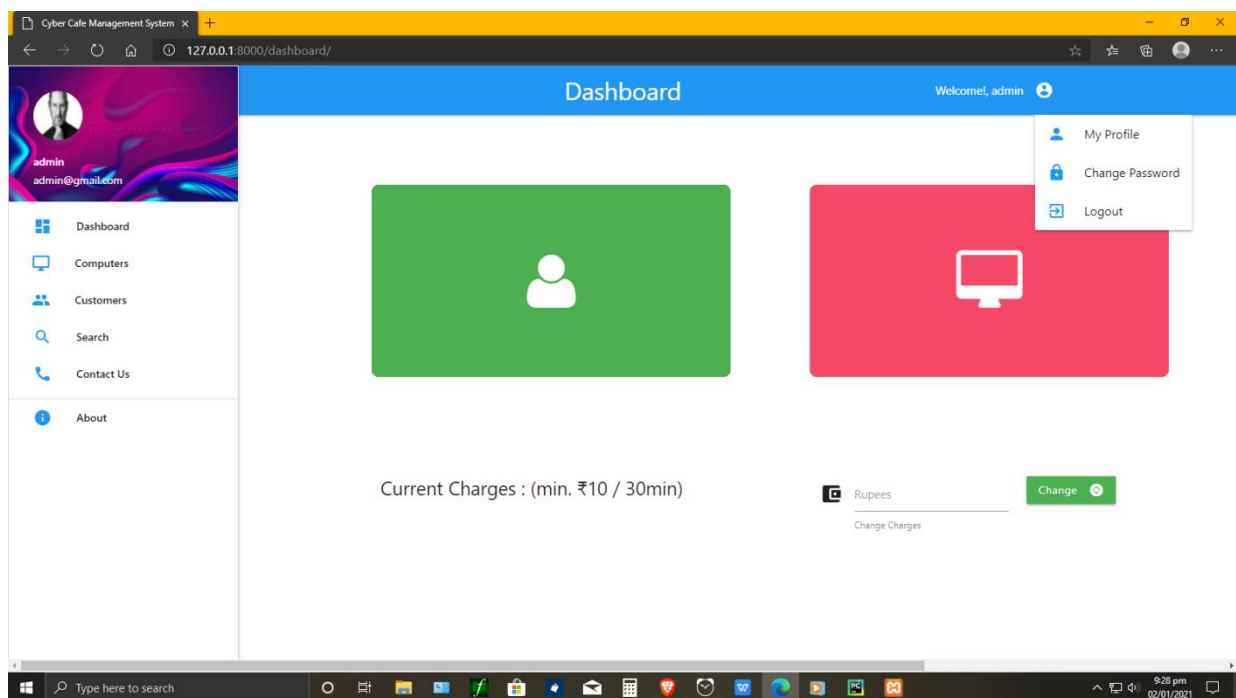 Cyber Cafe Management System
127.0.0.1:8000/dashboard/
Dashboard
Welcome!, admin
admin
admin@gmail.com
My Profile
Change Password
Logout
Dashboard
Computers
Customers
Search
Contact Us
About
Current Charges : (min. ₹10 / 30min)
Rupees
Change
Change Charges
Type here to search
9:28 pm
02/01/2021